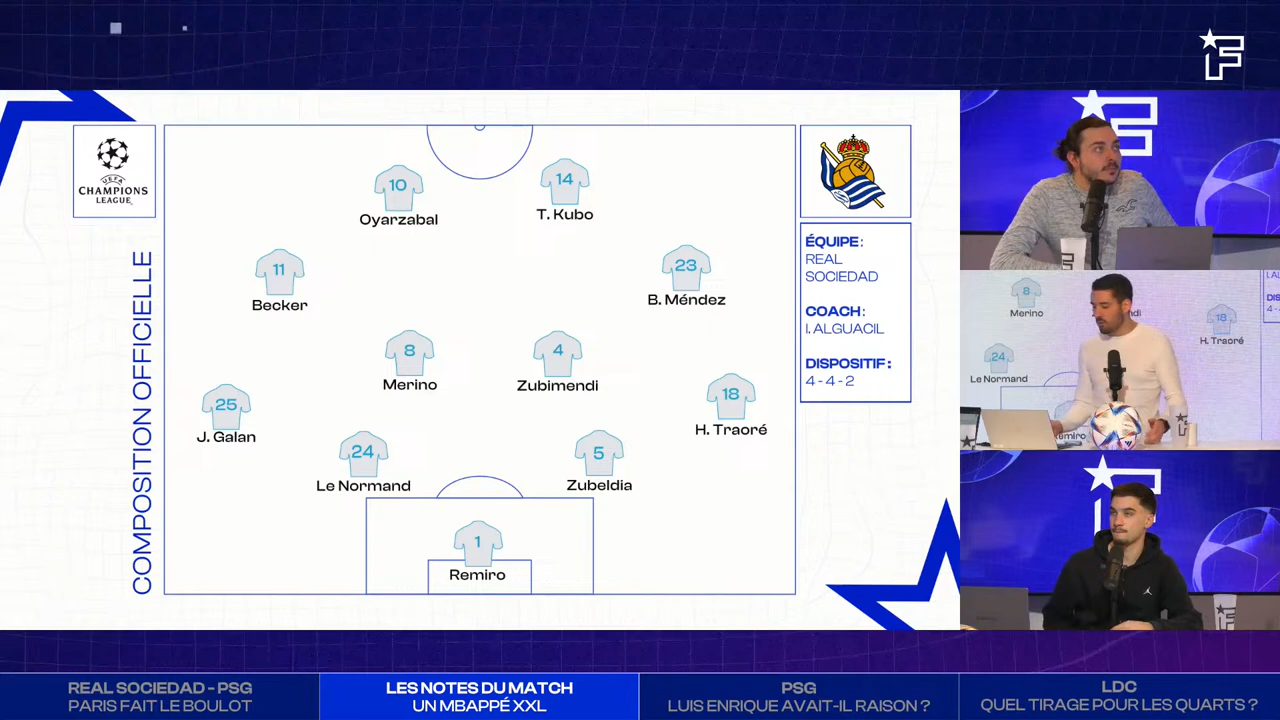 UEFA
CHAMPIONS
LEAGUE
COMPOSITION OFFICIELLE
10
Oyarzabal
14
T. Kubo
11
Becker
23
B. Méndez
8
Merino
4
Zubimendi
25
J. Galan
18
H. Traoré
24
Le Normand
5
Zubeldia
1
Remiro
ÉQUIPE :
REAL
SOCIEDAD
COACH :
I. ALGUACIL
DISPOSITIF :
4 - 4 - 2
8
Merino
ndi
18
H. Traoré
24
Le Normand
emiro
REAL SOCIEDAD - PSG
PARIS FAIT LE BOULOT
LES NOTES DU MATCH
UN MBAPPÉ XXL
PSG
LUIS ENRIQUE AVAIT-IL RAISON ?
LDC
QUEL TIRAGE POUR LES QUARTS ?